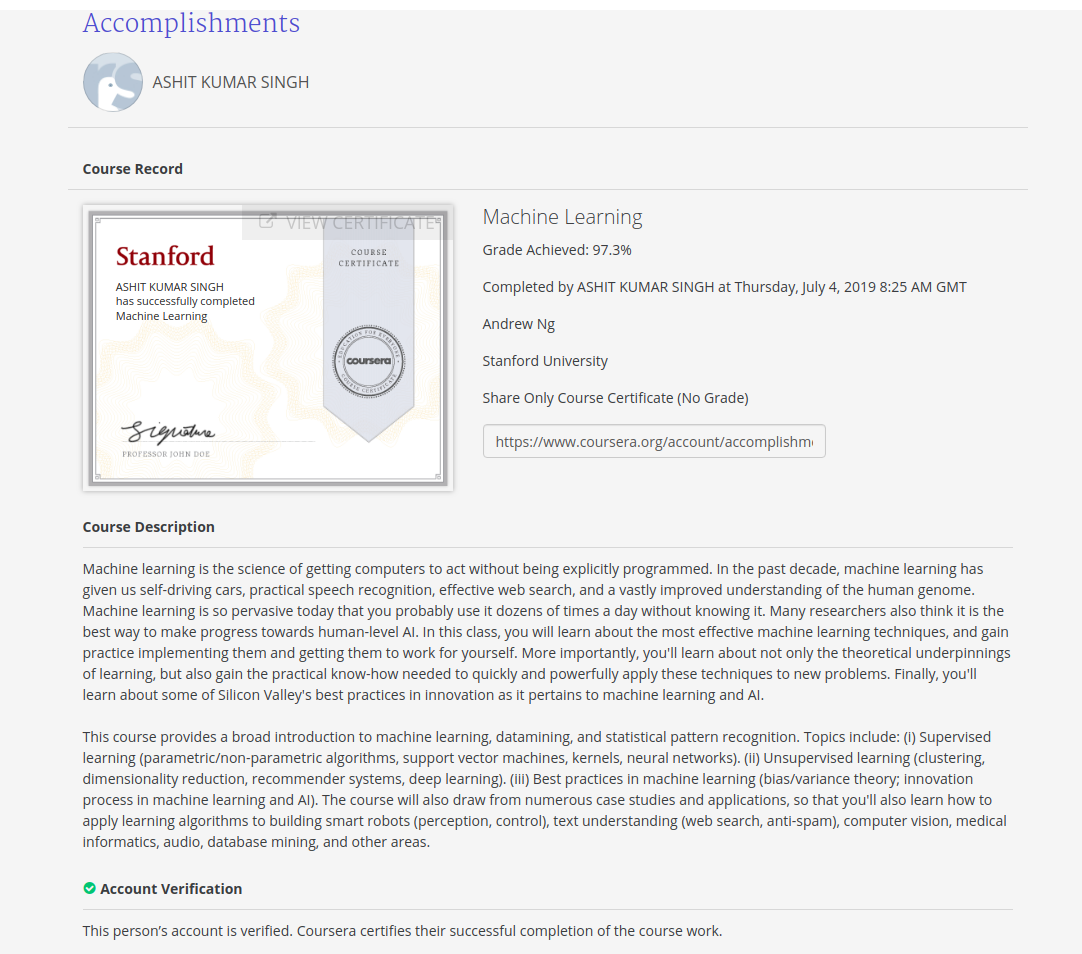 Accomplishments
ASHIT KUMAR SINGH
Course Record
VIEW CERTIFICATE
Stanford
ASHIT KUMAR SINGH
has successfully completed
Machine Learning
COURSE
CERTIFICATE
EDUCATION FOR EVERYONE
coursera
COURSE CERTIFICATE
Signature
PROFESSOR JOHN DOE
Machine Learning
Grade Achieved: 97.3%
Completed by ASHIT KUMAR SINGH at Thursday, July 4, 2019 8:25 AM GMT
Andrew Ng
Stanford University
Share Only Course Certificate (No Grade)
https://www.coursera.org/account/accomplishm
Course Description
Machine learning is the science of getting computers to act without being explicitly programmed. In the past decade, machine learning has
given us self-driving cars, practical speech recognition, effective web search, and a vastly improved understanding of the human genome.
Machine learning is so pervasive today that you probably use it dozens of times a day without knowing it. Many researchers also think it is the
best way to make progress towards human-level AI. In this class, you will learn about the most effective machine learning techniques, and gain
practice implementing them and getting them to work for yourself. More importantly, you'll learn about not only the theoretical underpinnings
of learning, but also gain the practical know-how needed to quickly and powerfully apply these techniques to new problems. Finally, you'll
learn about some of Silicon Valley's best practices in innovation as it pertains to machine learning and AI.
This course provides a broad introduction to machine learning, datamining, and statistical pattern recognition. Topics include: (i) Supervised
learning (parametric/non-parametric algorithms, support vector machines, kernels, neural networks). (ii) Unsupervised learning (clustering,
dimensionality reduction, recommender systems, deep learning). (iii) Best practices in machine learning (bias/variance theory; innovation
process in machine learning and AI). The course will also draw from numerous case studies and applications, so that you'll also learn how to
apply learning algorithms to building smart robots (perception, control), text understanding (web search, anti-spam), computer vision, medical
informatics, audio, database mining, and other areas.
Account Verification
This person’s account is verified. Coursera certifies their successful completion of the course work.